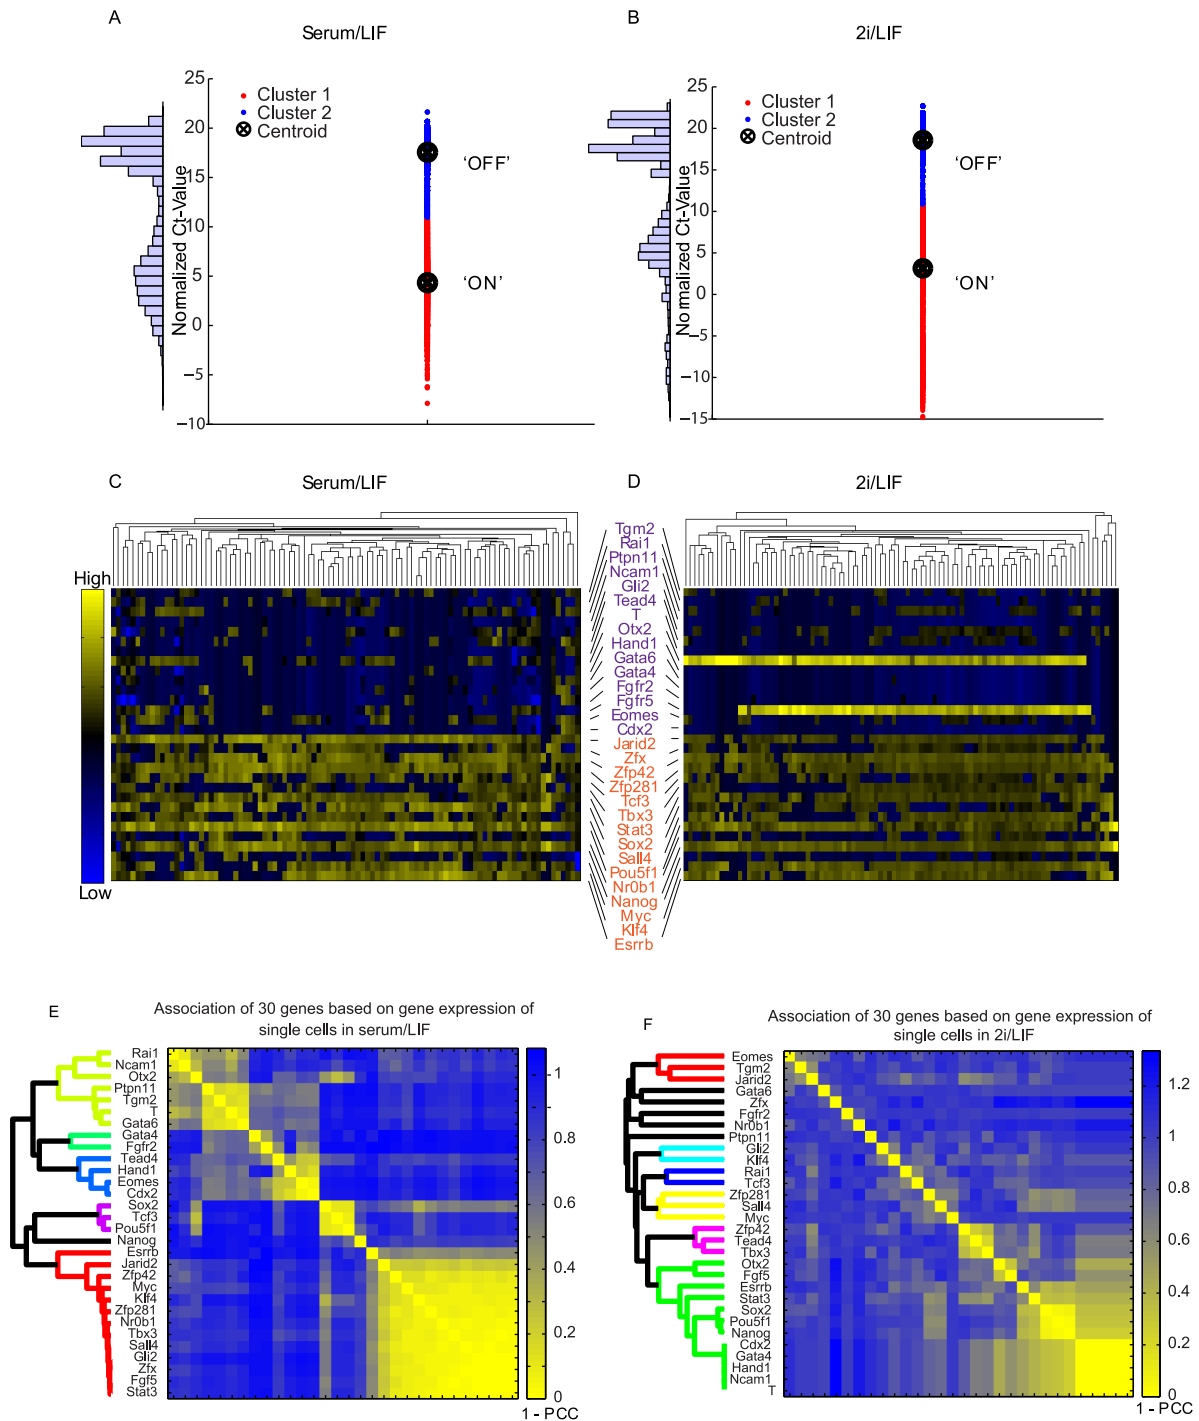 A
Serum/LIF
25
20
15
10
5
0
−5
−10
Normalized Ct-Value
Cluster 1
Cluster 2
Centroid
'OFF'
'ON'
B
2i/LIF
25
20
15
10
5
0
−5
−10
−15
Normalized Ct-Value
Cluster 1
Cluster 2
Centroid
'OFF'
'ON'
C
Serum/LIF
High
Low
D
2i/LIF
Tgm2
Rai1
Ptpn11
Ncam1
Gli2
Tead4
T
Otx2
Hand1
Gata6
Gata4
Fgfr2
Fgfr5
Eomes
Cdx2
Jarid2
Zfx
Zfp42
Zfp281
Tcf3
Tbx3
Stat3
Sox2
Sall4
Pou5f1
Nr0b1
Nanog
Myc
Klf4
Esrrb
E
Association of 30 genes based on gene expression of
single cells in serum/LIF
Rai1
Ncam1
Otx2
Ptpn11
Tgm2
T
Gata6
Gata4
Fgfr2
Tead4
Hand1
Eomes
Cdx2
Sox2
Tcf3
Pou5f1
Nanog
Esrrb
Jarid2
Zfp42
Myc
Klf4
Zfp281
Nr0b1
Tbx3
Sall4
Gli2
Zfx
Fgf5
Stat3
1
0.8
0.6
0.4
0.2
0
1 - PCC
F
Association of 30 genes based on gene expression of
single cells in 2i/LIF
Eomes
Tgm2
Jarid2
Gata6
Zfx
Fgfr2
Nr0b1
Ptpn11
Gli2
Klf4
Rai1
Tcf3
Zfp281
Sall4
Myc
Zfp42
Tead4
Tbx3
Otx2
Fgf5
Esrrb
Stat3
Sox2
Pou5f1
Nanog
Cdx2
Gata4
Hand1
Ncam1
T
1.2
1
0.8
0.6
0.4
0.2
0
1 - PCC